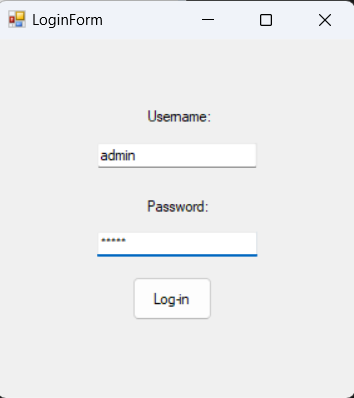 LoginForm
Username:
admin
Password:
*****
Log-in